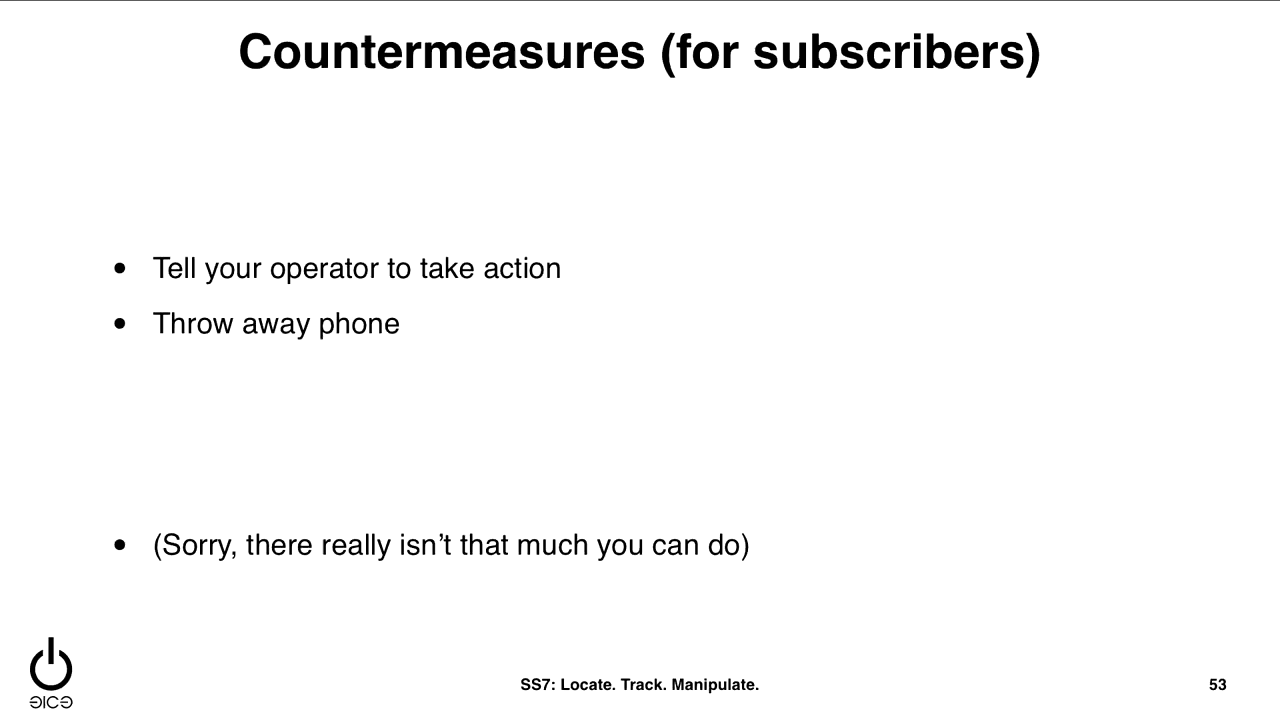 Countermeasures (for subscribers)
• Tell your operator to take action
• Throw away phone
• (Sorry, there really isn’t that much you can do)
SS7: Locate. Track. Manipulate.
53